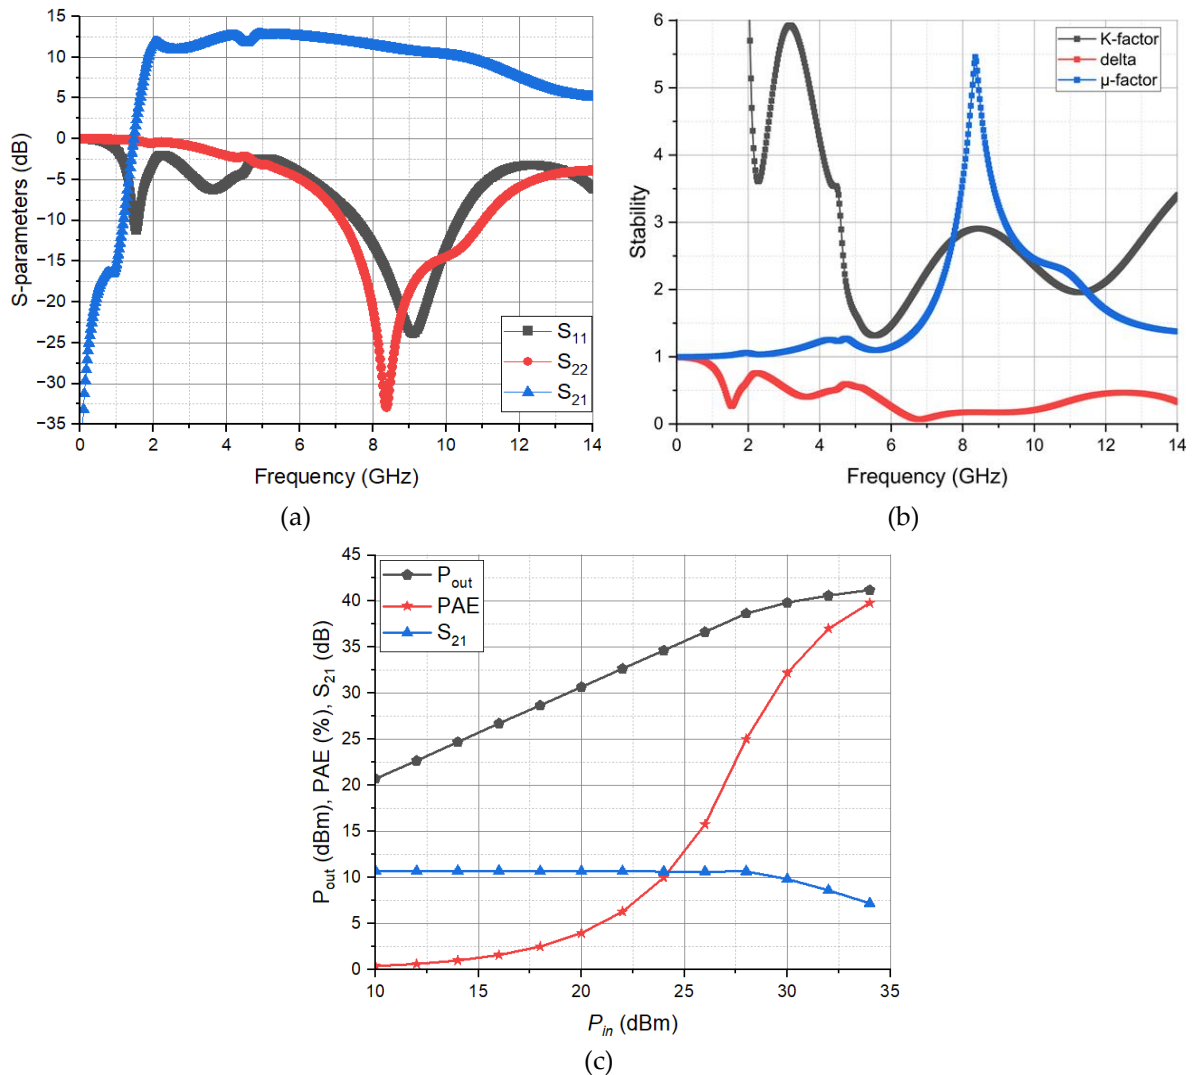 15
10
5
0
−5
−10
−15
−20
−25
−30
−35
S-parameters (dB)
S11
S22
S21
0 2 4 6 8 10 12 14
Frequency (GHz)
(a)
6
5
4
3
2
1
0
Stability
K-factor
delta
μ-factor
0 2 4 6 8 10 12 14
Frequency (GHz)
(b)
45
40
35
30
25
20
15
10
5
0
Pout (dBm), PAE (%), S21 (dB)
Pout
PAE
S21
10 15 20 25 30 35
Pin (dBm)
(c)